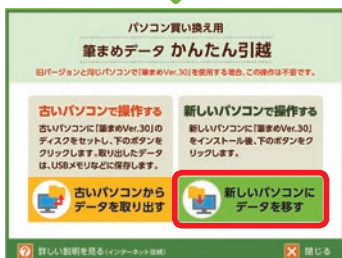 パソコン買い換え用
筆まめデータ かんたん引越
旧バージョンと同じパソコンで「筆まめVer.30」を使用する場合、この操作は不要です。
古いパソコンで操作する
古いパソコンに「筆まめVer.30」の
ディスクをセットし、下のボタンを
クリックします。取り出したデータ
は、USBメモリなどに保存します。
古いパソコンから
データを取り出す
新しいパソコンで操作する
新しいパソコンに「筆まめVer.30」
をインストール後、下のボタンをク
リックします。
新しいパソコンに
データを移す
詳しい説明を見る(インターネット接続)
閉じる